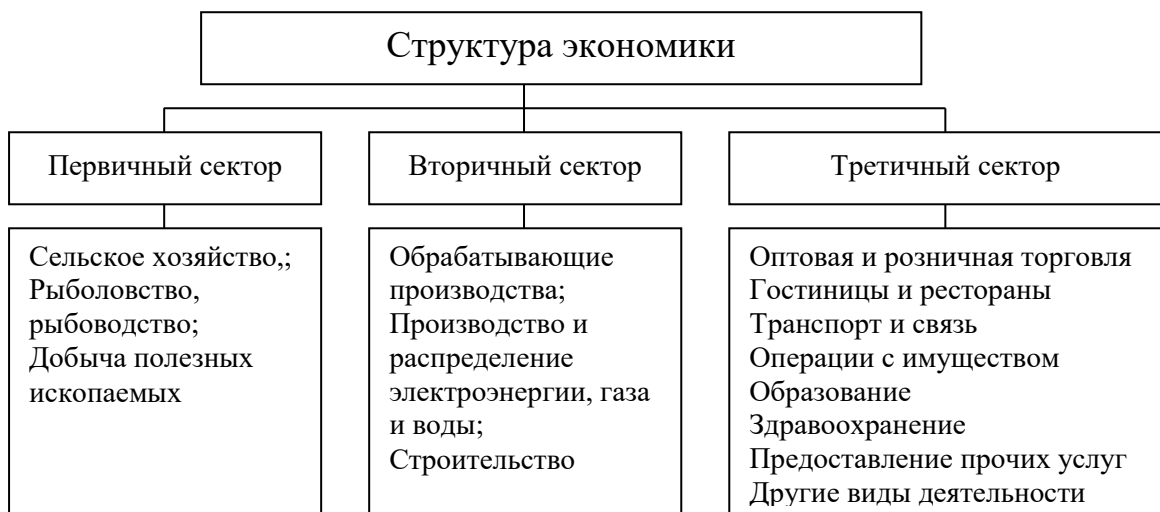 Структура экономики
Первичный сектор
Вторичный сектор
Третичный сектор
Сельское хозяйство,;
Рыболовство,
рыбоводство;
Добыча полезных
ископаемых
Обрабатывающие
производства;
Производство и
распределение
электроэнергии, газа
и воды;
Строительство
Оптовая и розничная торговля
Гостиницы и рестораны
Транспорт и связь
Операции с имуществом
Образование
Здравоохранение
Предоставление прочих услуг
Другие виды деятельности